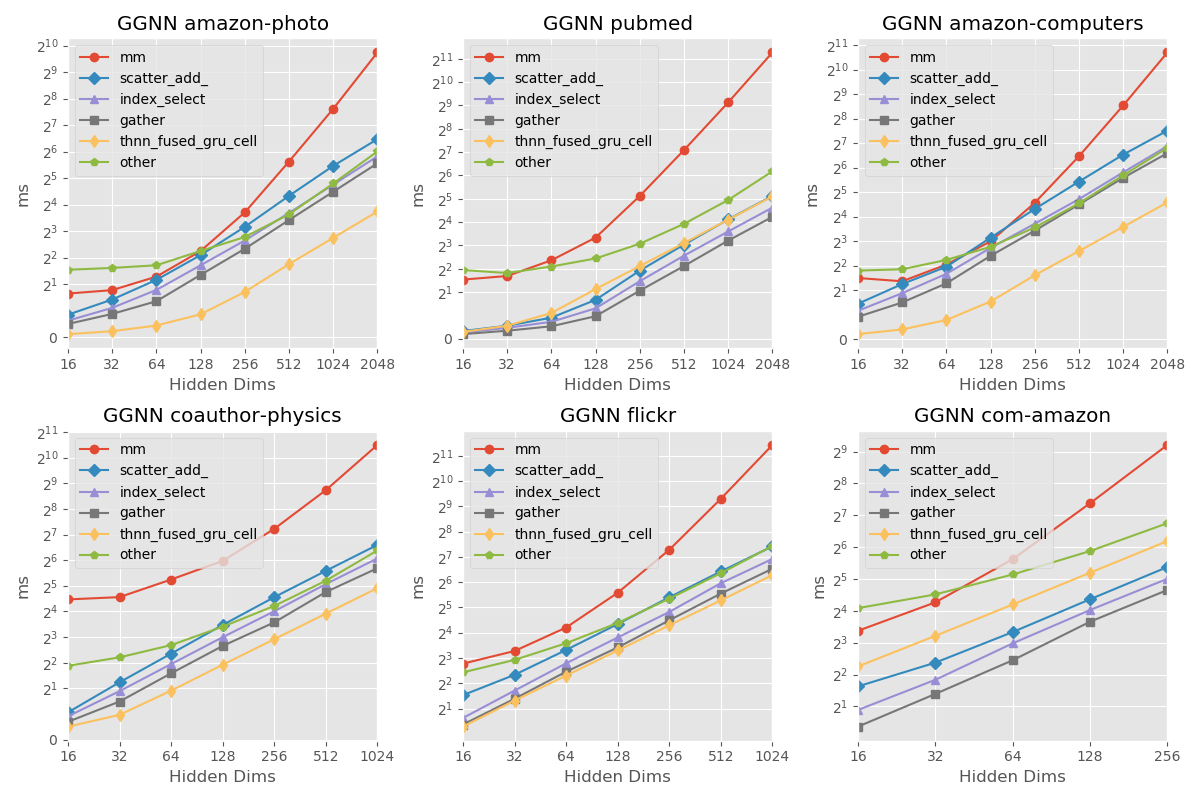 GGNN amazon-photo
2^10
2^9
2^8
2^7
2^6
2^5
2^4
2^3
2^2
2^1
0
ms
mm
scatter_add_
index_select
gather
thnn_fused_gru_cell
other
16 32 64 128 256 512 1024 2048
Hidden Dims
GGNN pubmed
2^11
2^10
2^9
2^8
2^7
2^6
2^5
2^4
2^3
2^2
2^1
0
ms
mm
scatter_add_
index_select
gather
thnn_fused_gru_cell
other
16 32 64 128 256 512 1024 2048
Hidden Dims
GGNN amazon-computers
2^11
2^10
2^9
2^8
2^7
2^6
2^5
2^4
2^3
2^2
2^1
0
ms
mm
scatter_add_
index_select
gather
thnn_fused_gru_cell
other
16 32 64 128 256 512 1024 2048
Hidden Dims
GGNN coauthor-physics
2^11
2^10
2^9
2^8
2^7
2^6
2^5
2^4
2^3
2^2
2^1
0
ms
mm
scatter_add_
index_select
gather
thnn_fused_gru_cell
other
16 32 64 128 256 512 1024
Hidden Dims
GGNN flickr
2^11
2^10
2^9
2^8
2^7
2^6
2^5
2^4
2^3
2^2
2^1
ms
mm
scatter_add_
index_select
gather
thnn_fused_gru_cell
other
16 32 64 128 256 512 1024
Hidden Dims
GGNN com-amazon
2^9
2^8
2^7
2^6
2^5
2^4
2^3
2^2
2^1
ms
mm
scatter_add_
index_select
gather
thnn_fused_gru_cell
other
16 32 64 128 256
Hidden Dims